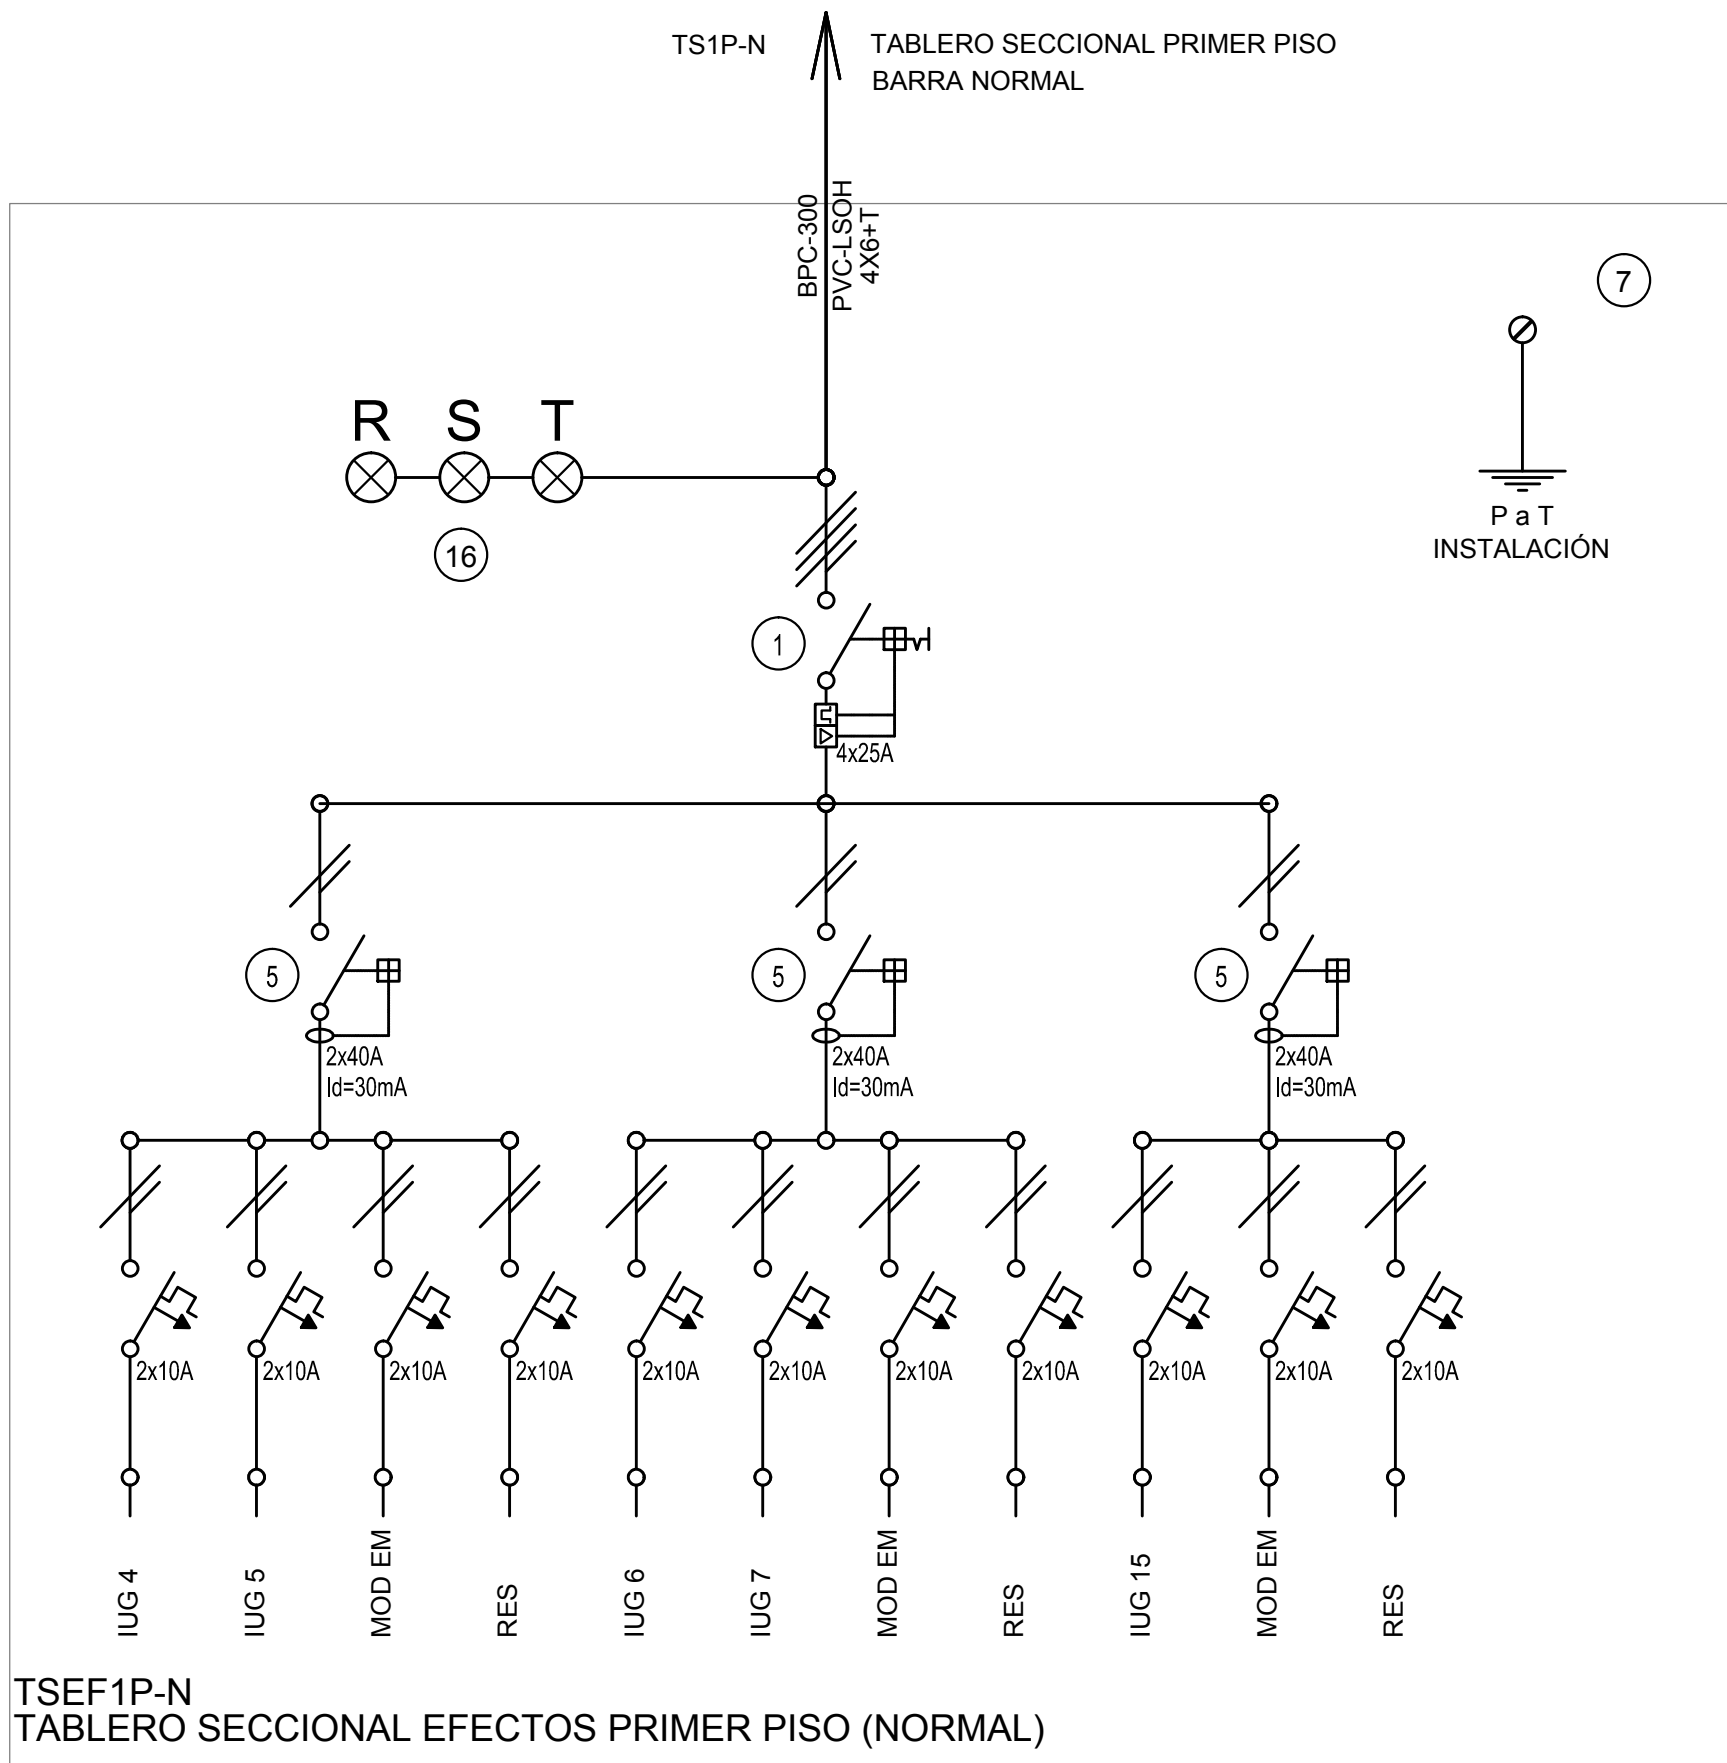 TS1P-N
TABLERO SECCIONAL PRIMER PISO
BARRA NORMAL
BPC-300
PVC-LSOH
4X6+T
7
R S T
16
P a T
INSTALACIÓN
1
4x25A
5
5
5
2x40A
Id=30mA
2x40A
Id=30mA
2x40A
Id=30mA
2x10A
2x10A
2x10A
2x10A
2x10A
2x10A
2x10A
2x10A
2x10A
2x10A
2x10A
IUG 4
IUG 5
MOD EM
RES
IUG 6
IUG 7
MOD EM
RES
IUG 15
MOD EM
RES
TSEF1P-N
TABLERO SECCIONAL EFECTOS PRIMER PISO (NORMAL)